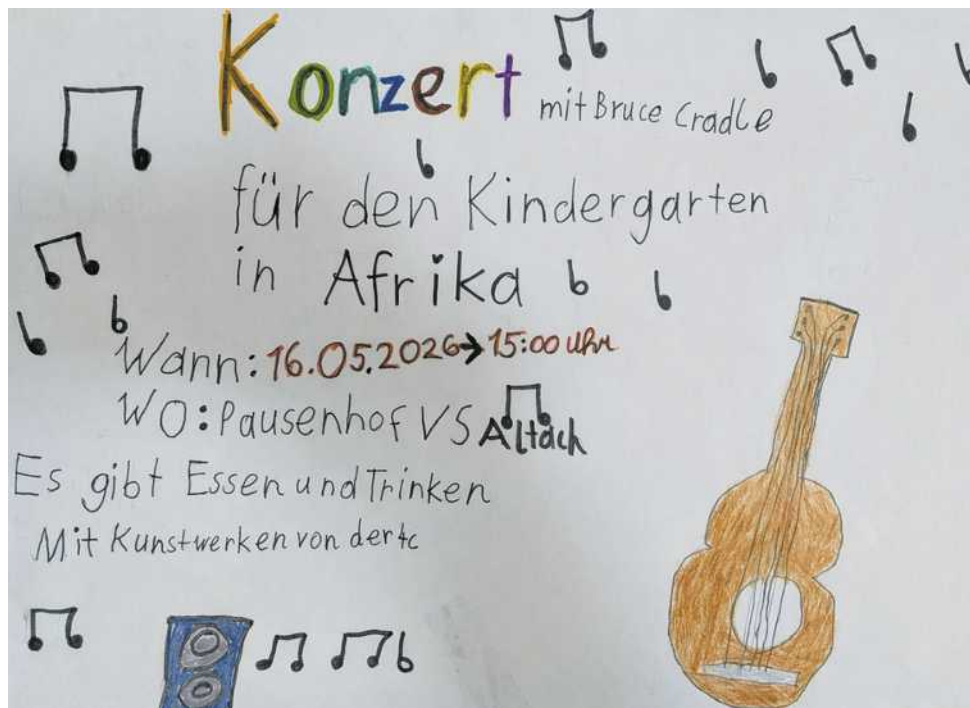 Konzert mit Bruce Cradle
für den Kindergarten
in Afrika
Wann: 16.05.2026→15:00 Uhr
WO: Pausenhof VS Altach
Es gibt Essen und Trinken
Mit Kunstwerken von der 4c